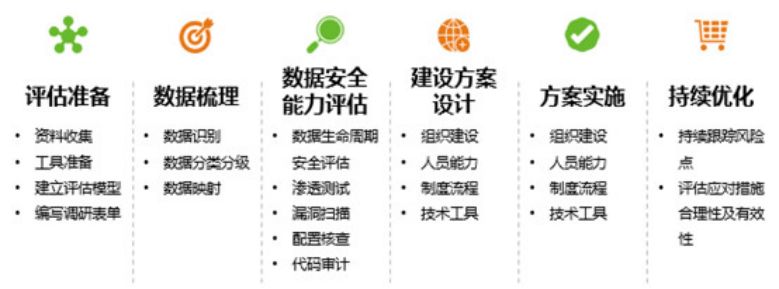 评估准备
• 资料收集
• 工具准备
• 建立评估模型
• 编写调研表单
数据梳理
• 数据识别
• 数据分类分级
• 数据映射
数据安全
能力评估
• 数据生命周期
安全评估
• 渗透测试
• 漏洞扫描
• 配置核查
• 代码审计
建设方案
设计
• 组织建设
• 人员能力
• 制度流程
• 技术工具
方案实施
• 组织建设
• 人员能力
• 制度流程
• 技术工具
持续优化
• 持续跟踪风险
点
• 评估应对措施
合理性及有效
性